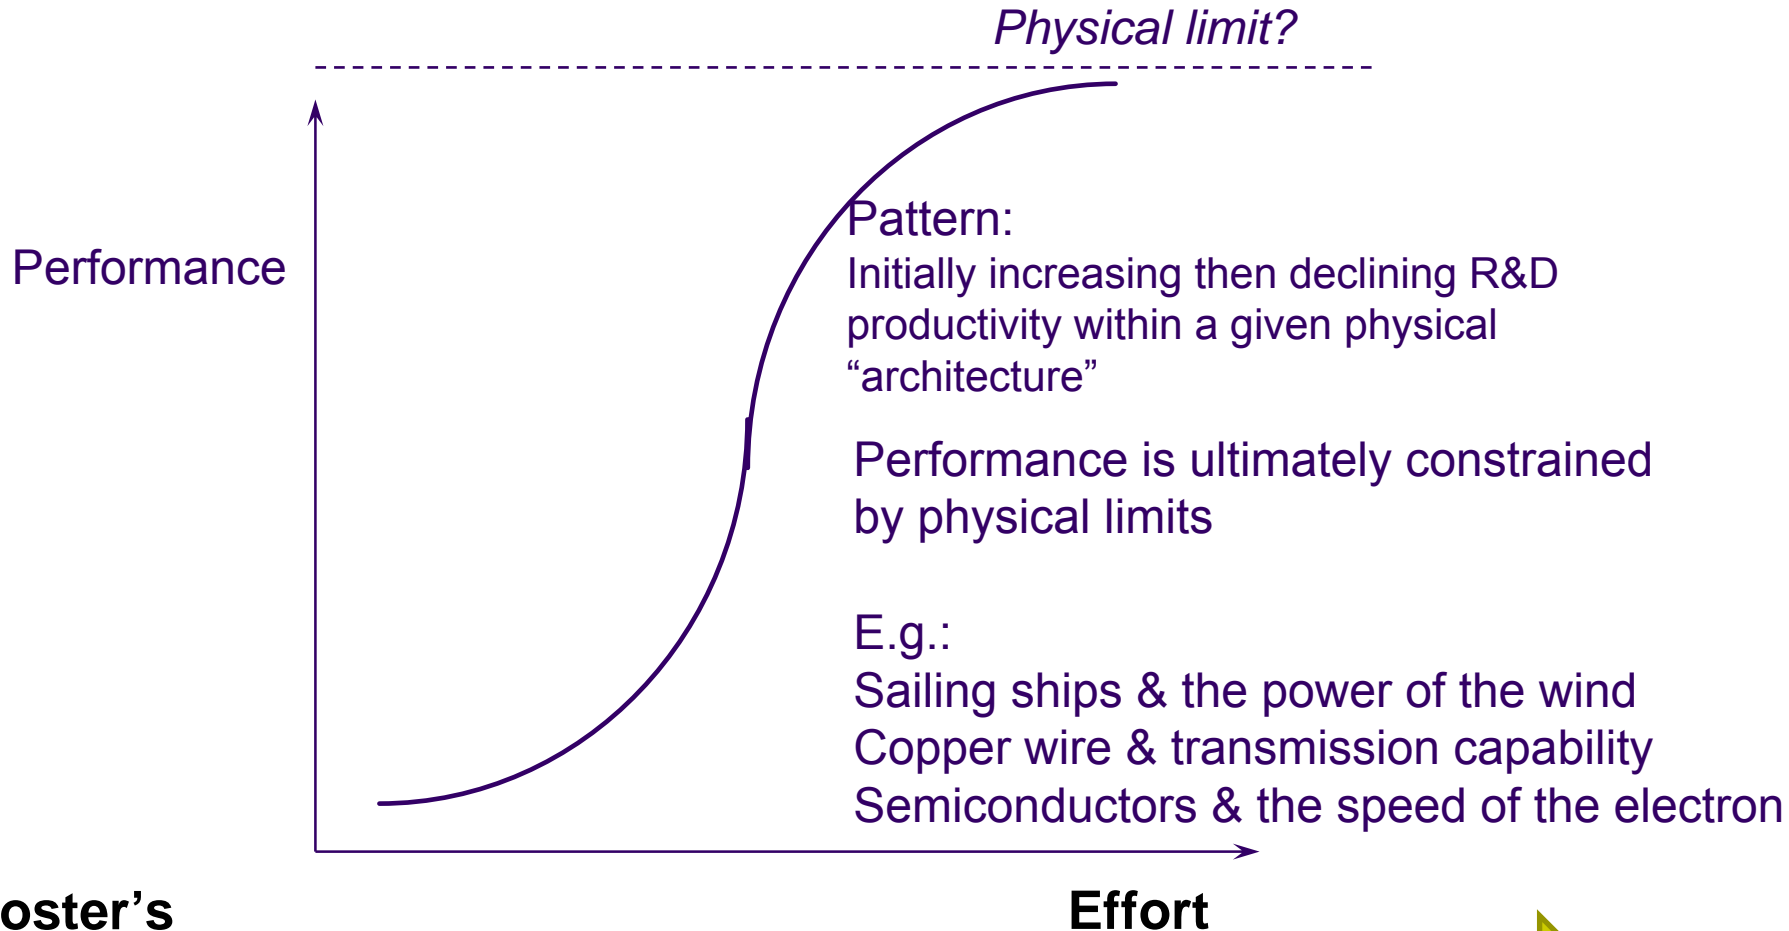 Physical limit?
Performance
Pattern:
Initially increasing then declining R&D
productivity within a given physical
“architecture”
Performance is ultimately constrained
by physical limits
E.g.:
Sailing ships & the power of the wind
Copper wire & transmission capability
Semiconductors & the speed of the electron
oster’s
Effort